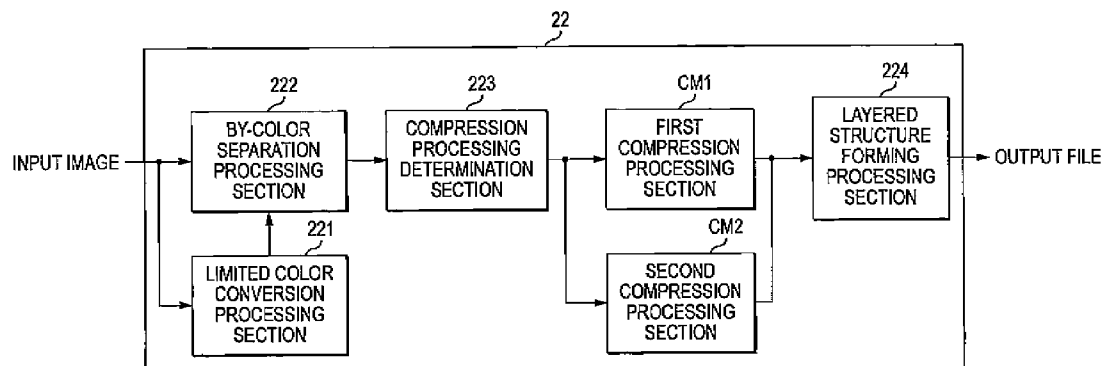 22
222
BY-COLOR
SEPARATION
PROCESSING
SECTION
223
COMPRESSION
PROCESSING
DETERMINATION
SECTION
CM1
FIRST
COMPRESSION
PROCESSING
SECTION
224
LAYERED
STRUCTURE
FORMING
PROCESSING
SECTION
INPUT IMAGE
OUTPUT FILE
221
LIMITED COLOR
CONVERSION
PROCESSING
SECTION
CM2
SECOND
COMPRESSION
PROCESSING
SECTION